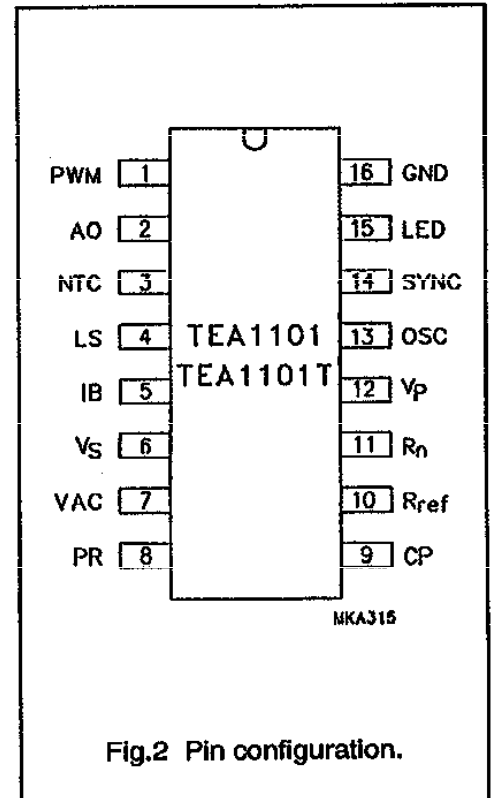 PWM 1 16 GND
AO 2 15 LED
NTC 3 14 SYNC
LS 4 TEA1101 13 OSC
TEA1101T
IB 5 12 VP
VS 6 11 Rn
VAC 7 10 Rref
PR 8 9 CP
MKA315
Fig.2 Pin configuration.